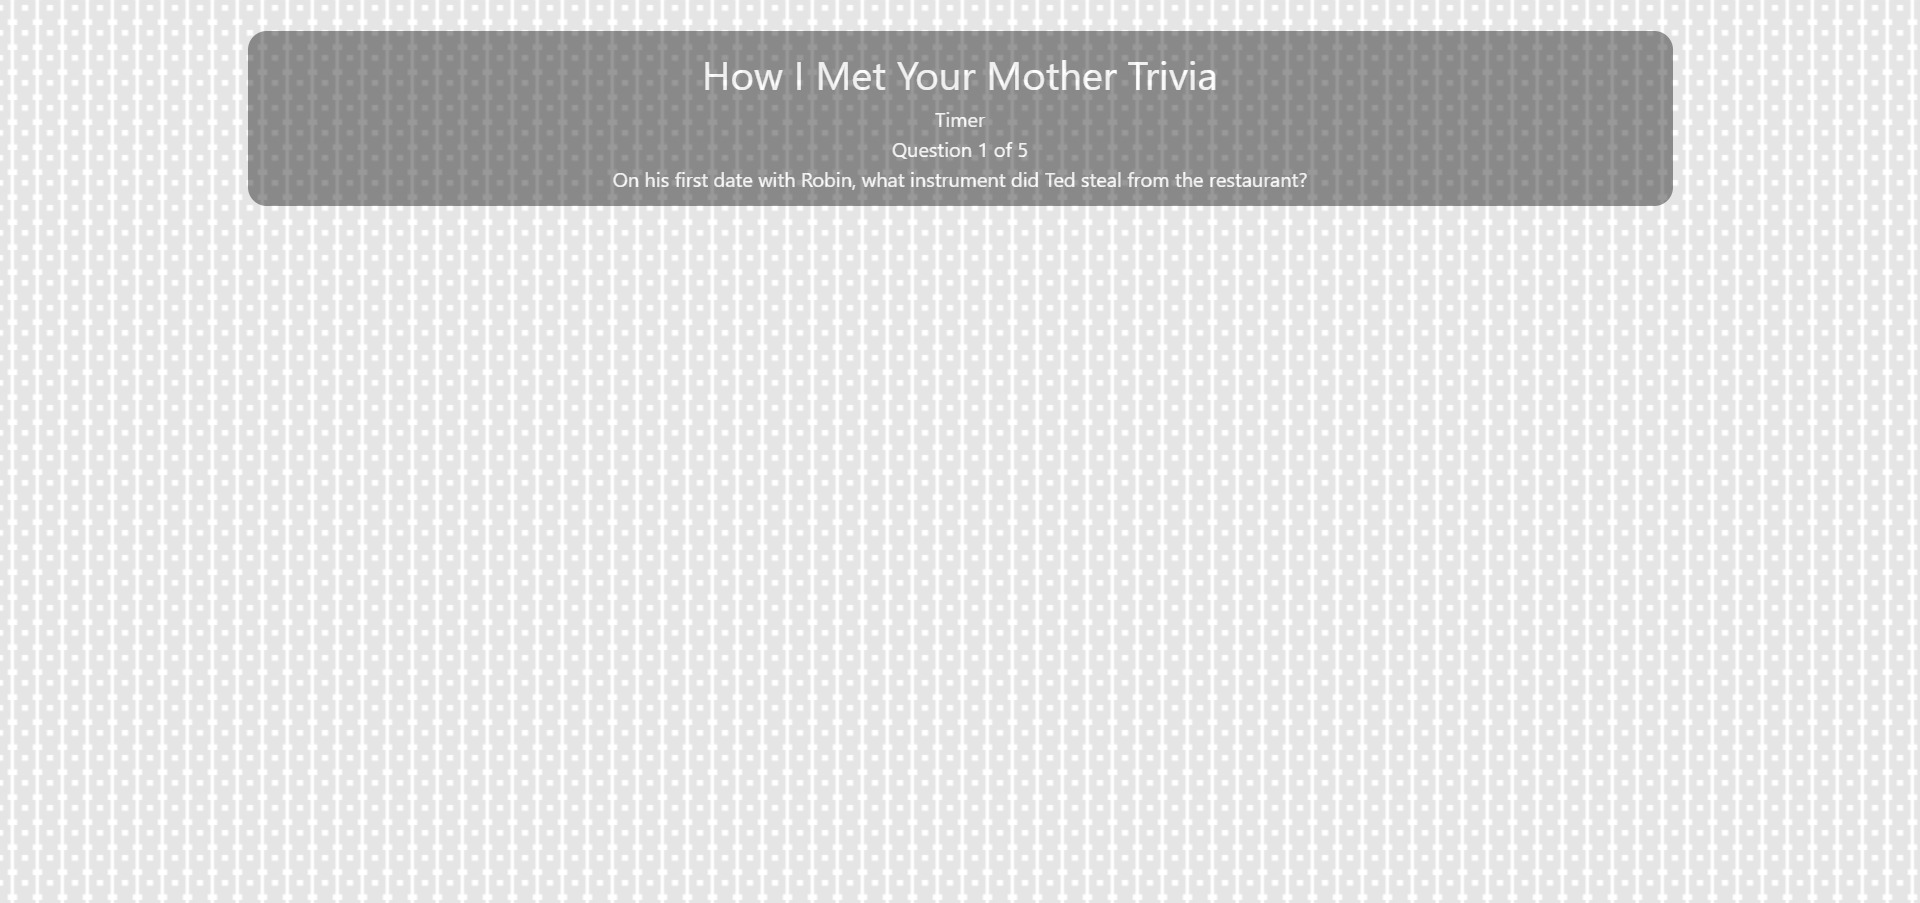 How I Met Your Mother Trivia
Timer
Question 1 of 5
On his first date with Robin, what instrument did Ted steal from the restaurant?